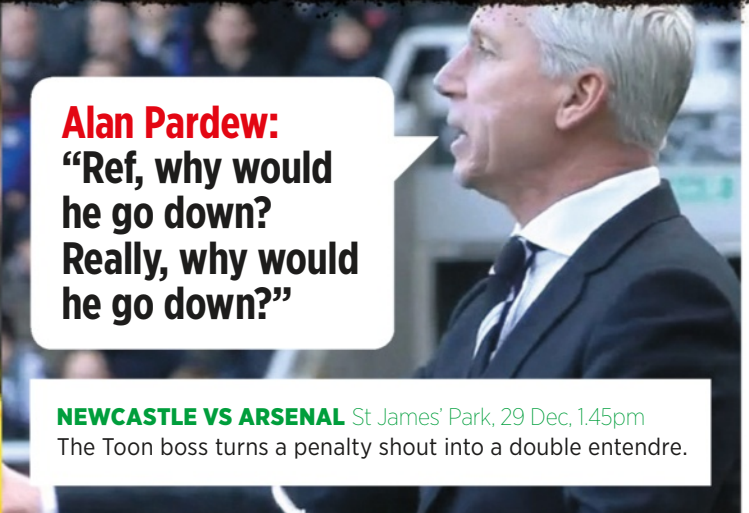 Alan Pardew:
“Ref, why would
he go down?
Really, why would
he go down?”
NEWCASTLE VS ARSENAL St James’ Park, 29 Dec, 1.45pm
The Toon boss turns a penalty shout into a double entendre.